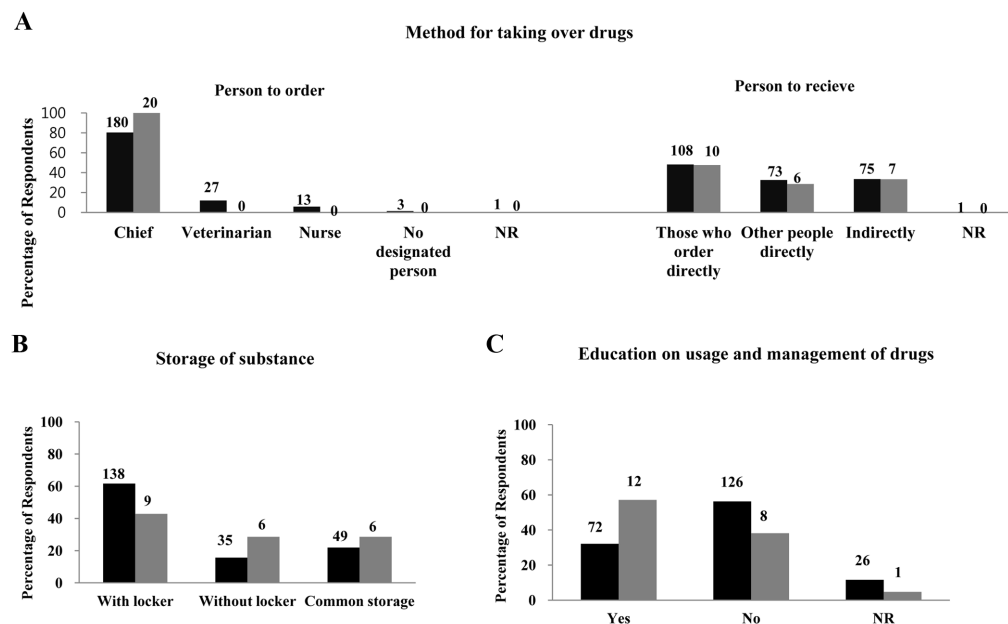 A
Method for taking over drugs
Person to order
Person to recieve
Percentage of Respondents
100
80
60
40
20
0
180
20
27
0
13
0
3
0
1
0
108
10
73
6
75
7
1
0
Chief
Veterinarian
Nurse
No
designated
person
NR
Those who
order
directly
Other people
directly
Indirectly
NR
B
Storage of substance
Percentage of Respondents
100
80
60
40
20
0
138
9
35
6
49
6
With locker
Without locker
Common storage
C
Education on usage and management of drugs
Percentage of Respondents
100
80
60
40
20
0
72
12
126
8
26
1
Yes
No
NR